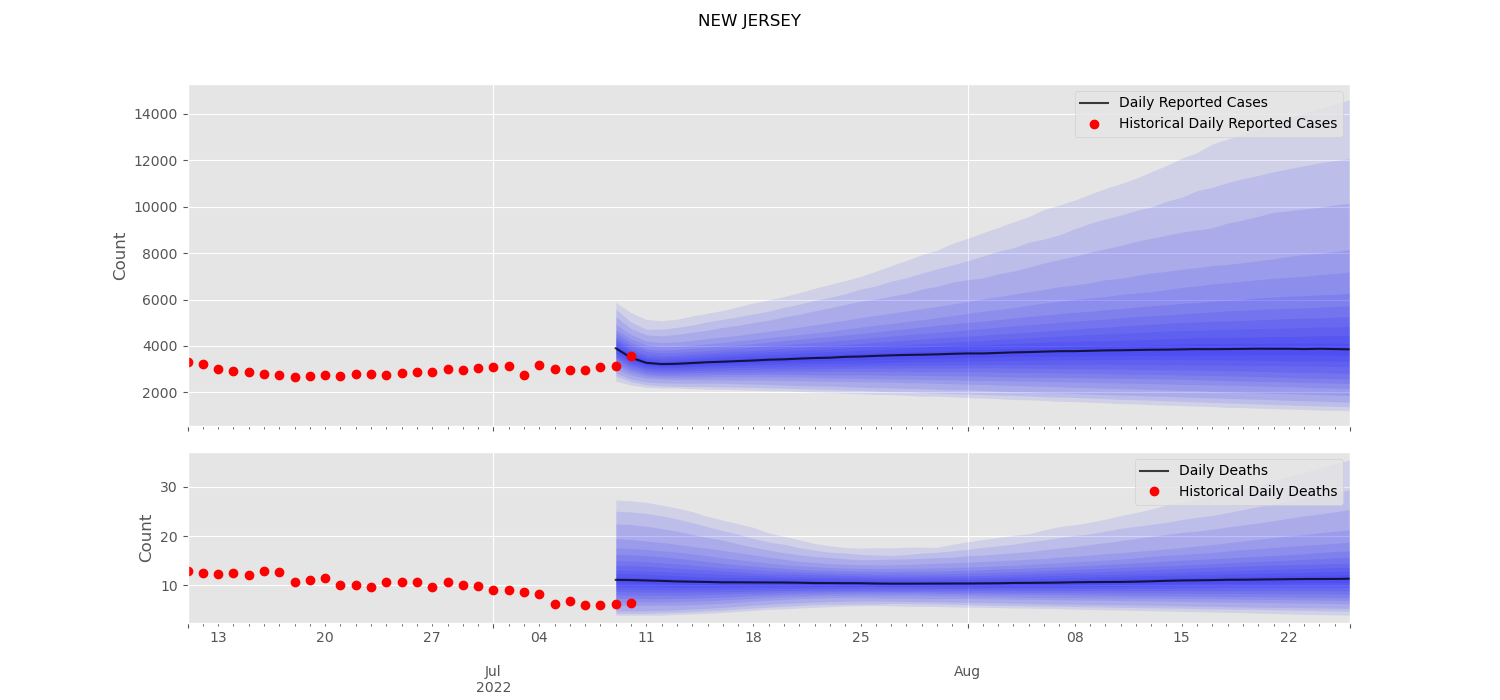 NEW JERSEY
14000
12000
10000
8000
6000
4000
2000
Count
Daily Reported Cases
Historical Daily Reported Cases
30
20
10
Count
Daily Deaths
Historical Daily Deaths
13 20 27 04 11 18 25 08 15 22
Jul Aug
2022